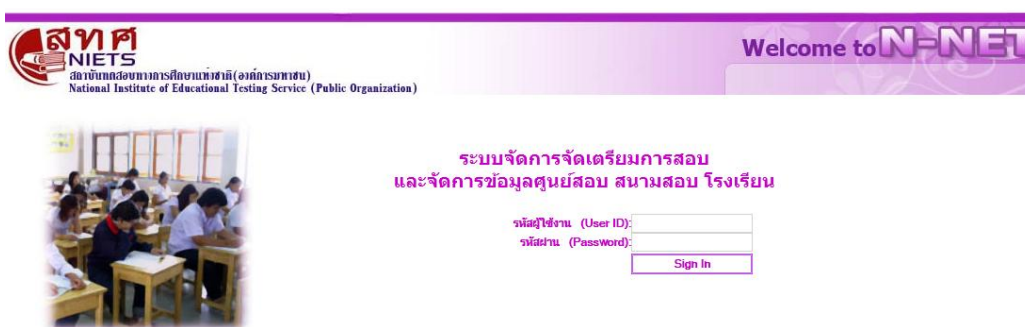 สทศ
NIETS
สถาบันทดสอบทางการศึกษาแห่งชาติ(องค์การมหาชน)
National Institute of Educational Testing Service (Public Organization)
Welcome to N-NET
ระบบจัดการจัดเตรียมการสอบ
และจัดการข้อมูลศูนย์สอบ สนามสอบ โรงเรียน
รหัสผู้ใช้งาน (User ID):
รหัสผ่าน (Password):
Sign In